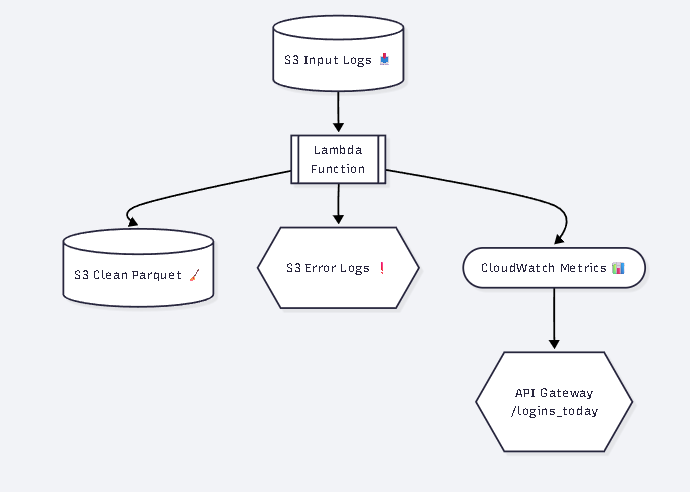 S3 Input Logs 📥
Lambda
Function
S3 Clean Parquet 🧹
S3 Error Logs ❗
CloudWatch Metrics 📊
API Gateway
/logins_today